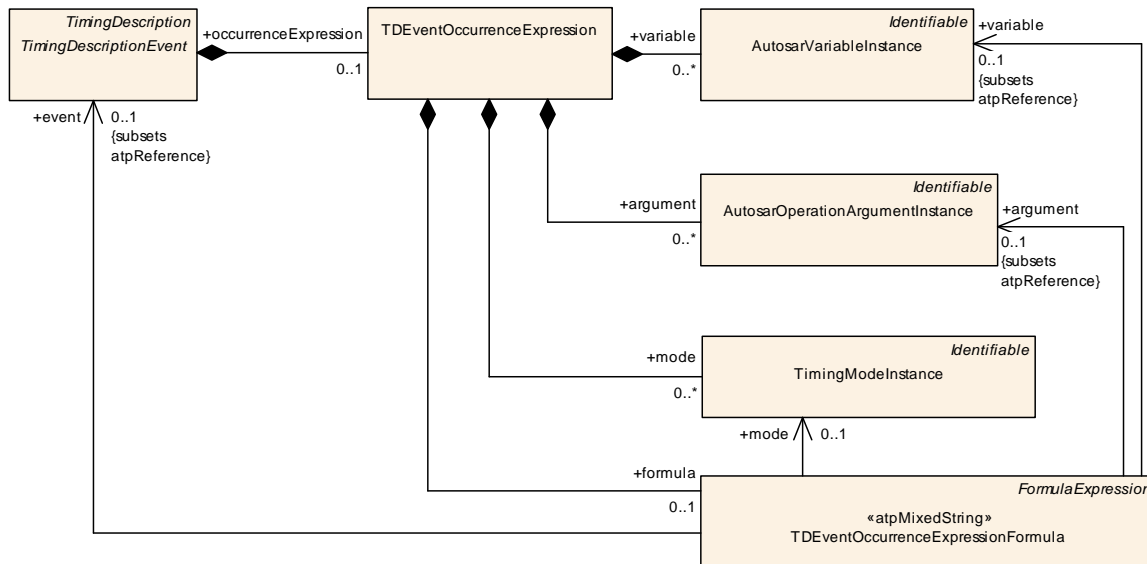 TimingDescription
TimingDescriptionEvent
+occurrenceExpression
0..1
TDEventOccurrenceExpression
+variable
0..*
Identifiable
AutosarVariableInstance
+variable
0..1
{subsets
atpReference}
+event
0..1
{subsets
atpReference}
+argument
0..*
Identifiable
AutosarOperationArgumentInstance
+argument
0..1
{subsets
atpReference}
+mode
0..*
Identifiable
TimingModeInstance
+mode
0..1
+formula
0..1
FormulaExpression
«atpMixedString»
TDEventOccurrenceExpressionFormula